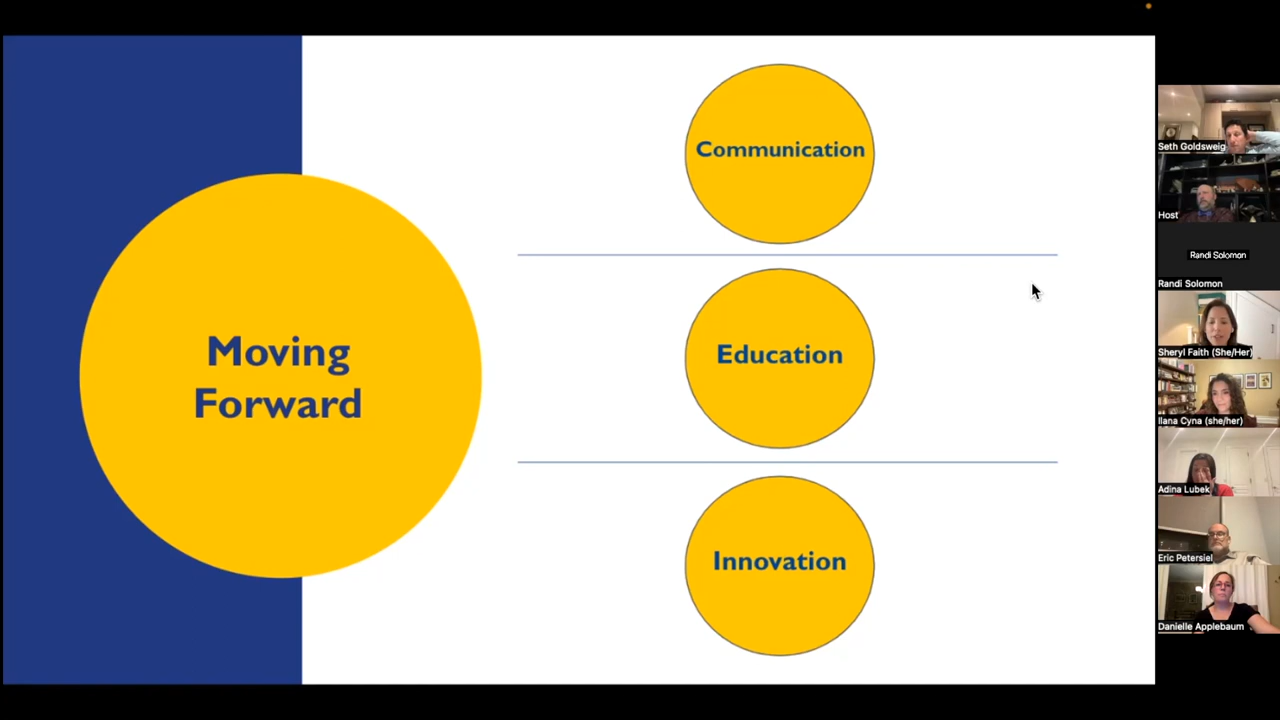 Moving
Forward
Communication
Education
Innovation
Seth Goldsweig
Host
Randi Solomon
Randi Solomon
Sheryl Faith (She/Her)
Ilana Cyna (she/her)
Adina Lubek
Eric Petersiel
Danielle Applebaum